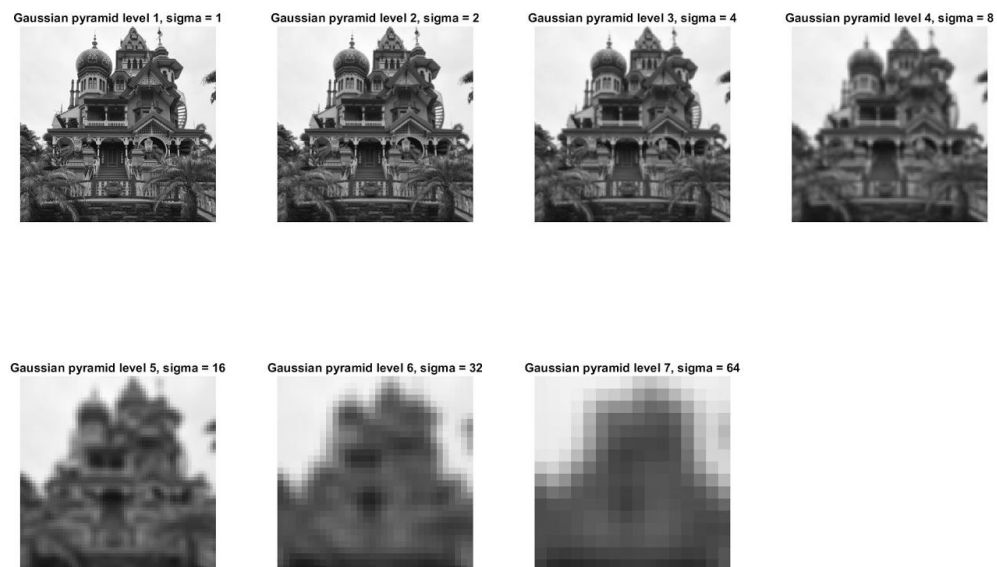 Gaussian pyramid level 1, sigma = 1
Gaussian pyramid level 2, sigma = 2
Gaussian pyramid level 3, sigma = 4
Gaussian pyramid level 4, sigma = 8
Gaussian pyramid level 5, sigma = 16
Gaussian pyramid level 6, sigma = 32
Gaussian pyramid level 7, sigma = 64